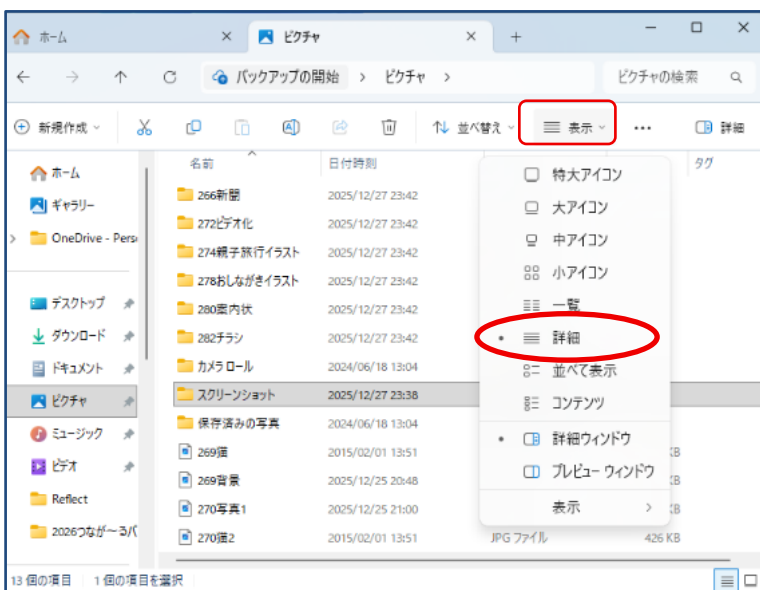 ホーム
ピクチャ
バックアップの開始 > ピクチャ >
ピクチャの検索
新規作成
並べ替え
表示
詳細
名前
日付時刻
タグ
ホーム
ギャラリー
OneDrive - Pers
デスクトップ
ダウンロード
ドキュメント
ピクチャ
ミュージック
ビデオ
Reflect
2026つなが~るパ
266新聞 2025/12/27 23:42
272ビデオ化 2025/12/27 23:42
274親子旅行イラスト 2025/12/27 23:42
278おしながきイラスト 2025/12/27 23:42
280案内状 2025/12/27 23:42
282チラシ 2025/12/27 23:42
カメラ ロール 2024/06/18 13:04
スクリーンショット 2025/12/27 23:38
保存済みの写真 2024/06/18 13:04
269猫 2015/02/01 13:51
269背景 2025/12/25 20:48
270写真1 2025/12/25 21:00
270猫2 2015/02/01 13:51 JPG ファイル 426 KB
KB
KB
KB
特大アイコン
大アイコン
中アイコン
小アイコン
一覧
詳細
並べて表示
コンテンツ
詳細ウィンドウ
プレビュー ウィンドウ
表示
13 個の項目
1 個の項目を選択